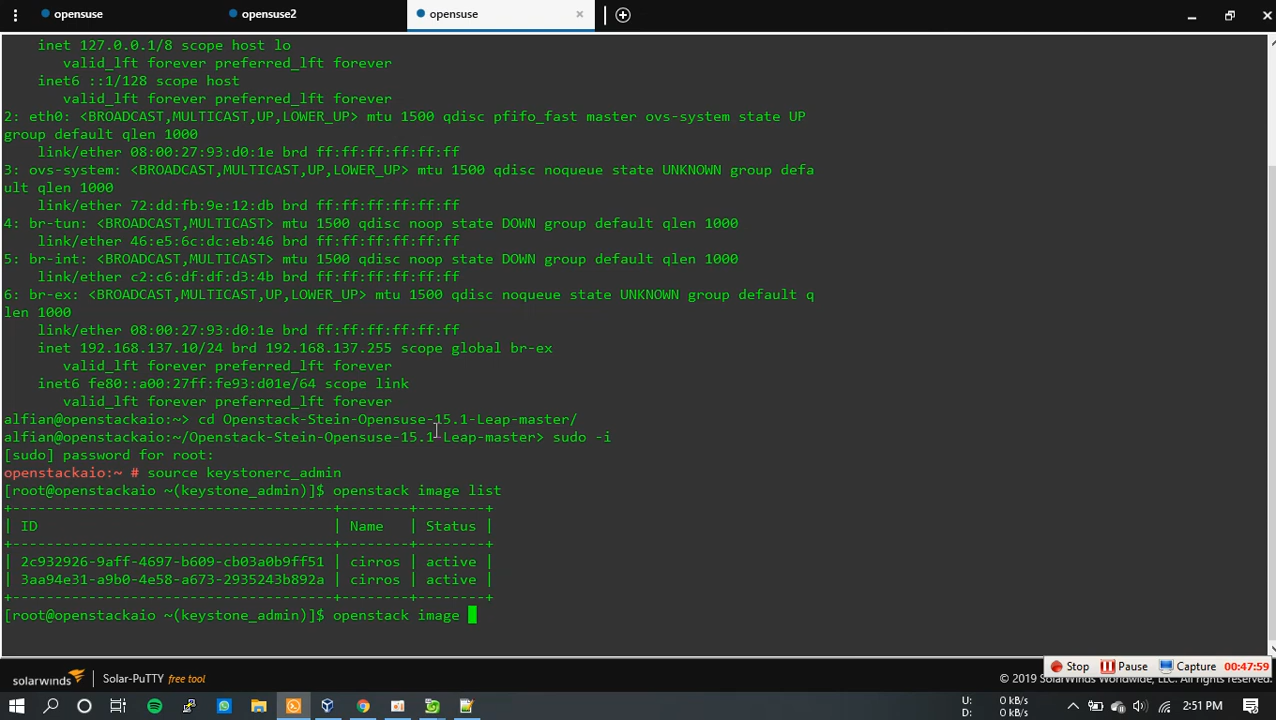 opensuse
opensuse2
opensuse
inet 127.0.0.1/8 scope host lo
valid_lft forever preferred_lft forever
inet6 ::1/128 scope host
valid_lft forever preferred_lft forever
2: eth0: <BROADCAST,MULTICAST,UP,LOWER_UP> mtu 1500 qdisc pfifo_fast master ovs-system state UP
group default qlen 1000
link/ether 08:00:27:93:d0:1e brd ff:ff:ff:ff:ff:ff
3: ovs-system: <BROADCAST,MULTICAST,UP,LOWER_UP> mtu 1500 qdisc noqueue state UNKNOWN group defa
ult qlen 1000
link/ether 72:dd:fb:9e:12:db brd ff:ff:ff:ff:ff:ff
4: br-tun: <BROADCAST,MULTICAST> mtu 1500 qdisc noop state DOWN group default qlen 1000
link/ether 46:e5:6c:dc:eb:46 brd ff:ff:ff:ff:ff:ff
5: br-int: <BROADCAST,MULTICAST> mtu 1500 qdisc noop state DOWN group default qlen 1000
link/ether c2:c6:df:df:d3:4b brd ff:ff:ff:ff:ff:ff
6: br-ex: <BROADCAST,MULTICAST,UP,LOWER_UP> mtu 1500 qdisc noqueue state UNKNOWN group default q
len 1000
link/ether 08:00:27:93:d0:1e brd ff:ff:ff:ff:ff:ff
inet 192.168.137.10/24 brd 192.168.137.255 scope global br-ex
valid_lft forever preferred_lft forever
inet6 fe80::a00:27ff:fe93:d01e/64 scope link
valid_lft forever preferred_lft forever
alfian@openstackaio:~> cd Openstack-Stein-Opensuse-15.1-Leap-master/
alfian@openstackaio:~/Openstack-Stein-Opensuse-15.1-Leap-master> sudo -i
[sudo] password for root:
openstackaio:~ # source keystonerc_admin
[root@openstackaio ~(keystone_admin)]$ openstack image list
+--------------------------------------+--------+--------+
| ID | Name | Status |
+--------------------------------------+--------+--------+
| 2c932926-9aff-4697-b609-cb03a0b9ff51 | cirros | active |
| 3aa94e31-a9b0-4e58-a673-2935243b892a | cirros | active |
+--------------------------------------+--------+--------+
[root@openstackaio ~(keystone_admin)]$ openstack image
Stop Pause Capture 00:47:59
solarwinds Solar-PuTTY free tool © 2019 SolarWinds Worldwide, LLC. All rights reserved.
U: 0 kB/s
D: 0 kB/s
2:51 PM